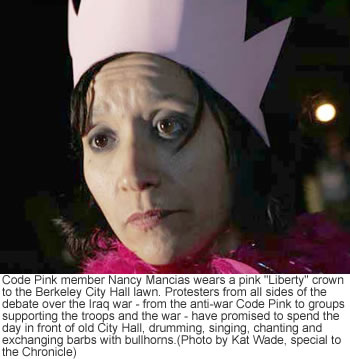 Code Pink member Nancy Mancias wears a pink "Liberty" crown
to the Berkeley City Hall lawn. Protesters from all sides of the
debate over the Iraq war - from the anti-war Code Pink to groups
supporting the troops and the war - have promised to spend the
day in front of old City Hall, drumming, singing, chanting and
exchanging barbs with bullhorns.(Photo by Kat Wade, special to
the Chronicle)